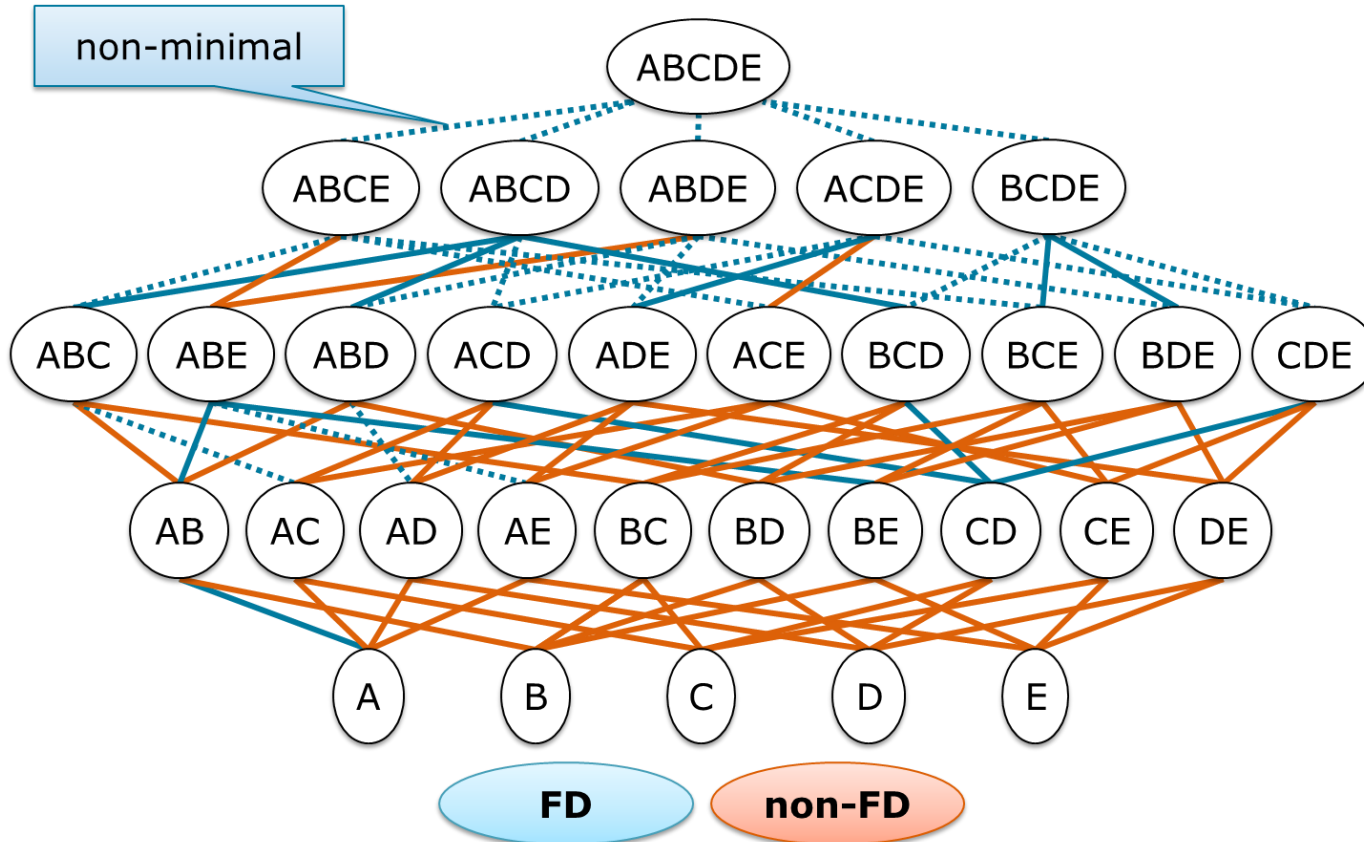 non-minimal
ABCDE
ABCE ABCD ABDE ACDE BCDE
ABC ABE ABD ACD ADE ACE BCD BCE BDE CDE
AB AC AD AE BC BD BE CD CE DE
A B C D E
FD non-FD